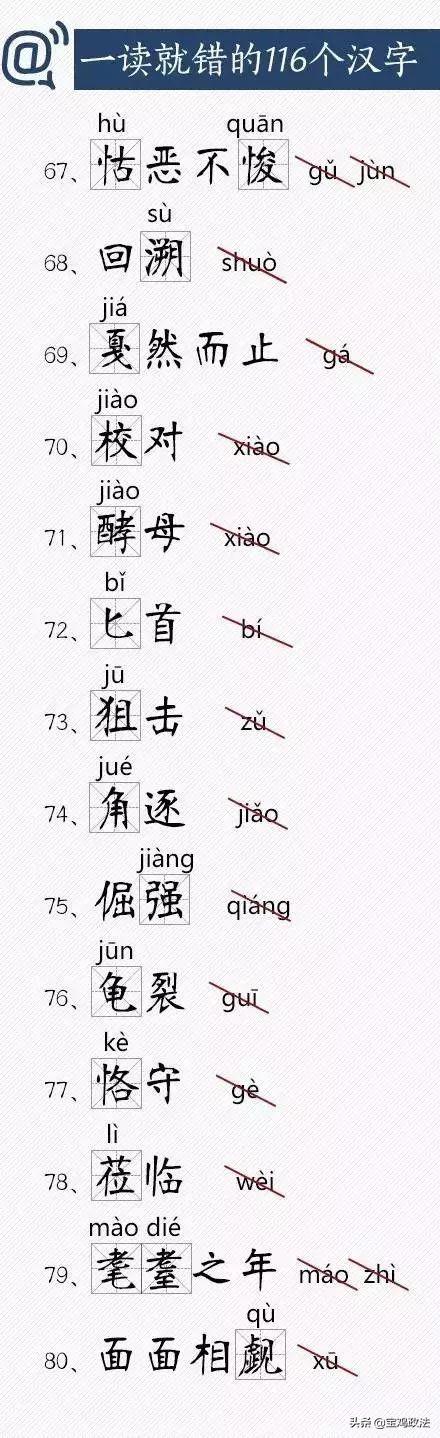 @ 一读就错的116个汉字
hù quān
67、怙恶不悛 gǔ jùn
sù
68、回溯 shuò
jiá
69、戛然而止 gá
jiào
70、校对 xiào
jiào
71、酵母 xiào
bǐ
72、匕首 bí
jū
73、狙击 zǔ
jué
74、角逐 jiǎo
jiàng
75、倔强 qiáng
jūn
76、龟裂 guī
kè
77、恪守 gè
lì
78、莅临 wèi
mào dié
79、耄耋之年 máo zhì
qù
80、面面相觑 xū
头条 @宝鸡政法